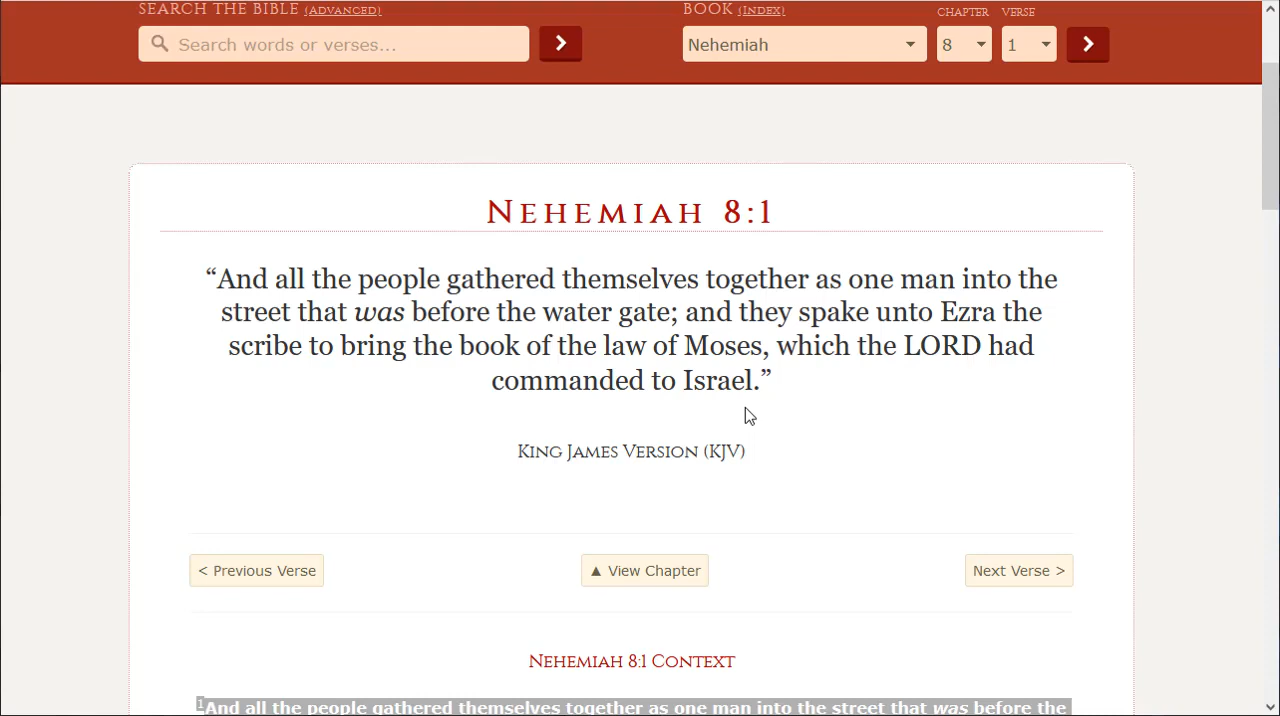 SEARCH THE BIBLE (ADVANCED)
BOOK (INDEX)
CHAPTER VERSE
Search words or verses...
Nehemiah
8
1
NEHEMIAH 8:1
“And all the people gathered themselves together as one man into the
street that was before the water gate; and they spake unto Ezra the
scribe to bring the book of the law of Moses, which the LORD had
commanded to Israel.”
KING JAMES VERSION (KJV)
< Previous Verse
▲ View Chapter
Next Verse >
NEHEMIAH 8:1 CONTEXT
1And all the people gathered themselves together as one man into the street that was before the